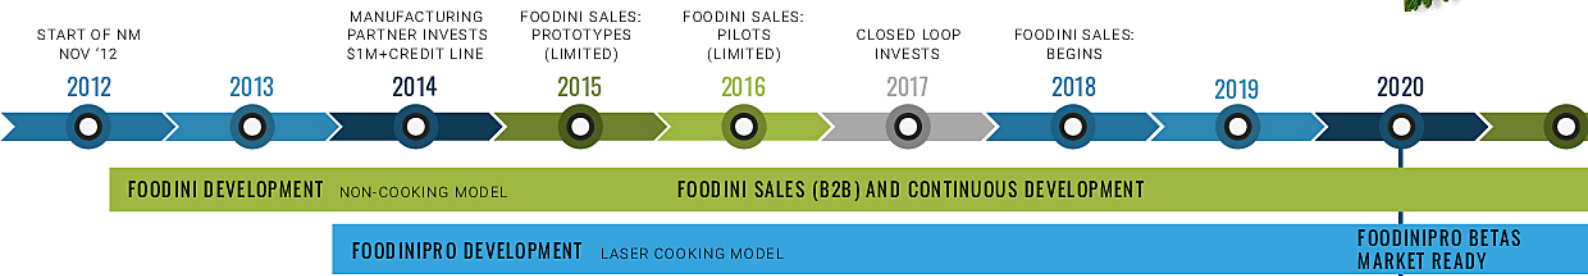 START OF NM
NOV ‘12
MANUFACTURING
PARTNER INVESTS
$1M+CREDIT LINE
FOODINI SALES:
PROTOTYPES
(LIMITED)
FOODINI SALES:
PILOTS
(LIMITED)
CLOSED LOOP
INVESTS
FOODINI SALES:
BEGINS
2012
2013
2014
2015
2016
2017
2018
2019
2020
FOODINI DEVELOPMENT NON-COOKING MODEL
FOODINI SALES (B2B) AND CONTINUOUS DEVELOPMENT
FOODINIPRO DEVELOPMENT LASER COOKING MODEL
FOODINIPRO BETAS
MARKET READY